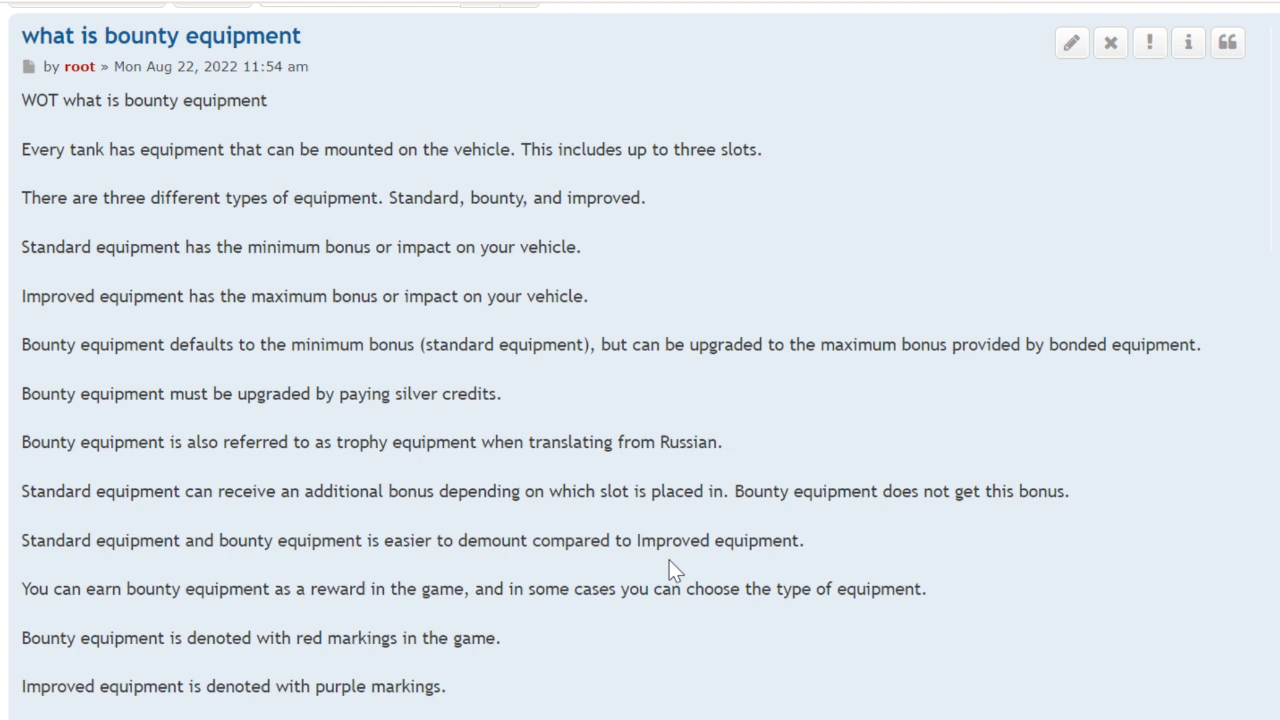 what is bounty equipment
by root » Mon Aug 22, 2022 11:54 am
WOT what is bounty equipment
Every tank has equipment that can be mounted on the vehicle. This includes up to three slots.
There are three different types of equipment. Standard, bounty, and improved.
Standard equipment has the minimum bonus or impact on your vehicle.
Improved equipment has the maximum bonus or impact on your vehicle.
Bounty equipment defaults to the minimum bonus (standard equipment), but can be upgraded to the maximum bonus provided by bonded equipment.
Bounty equipment must be upgraded by paying silver credits.
Bounty equipment is also referred to as trophy equipment when translating from Russian.
Standard equipment can receive an additional bonus depending on which slot is placed in. Bounty equipment does not get this bonus.
Standard equipment and bounty equipment is easier to demount compared to Improved equipment.
You can earn bounty equipment as a reward in the game, and in some cases you can choose the type of equipment.
Bounty equipment is denoted with red markings in the game.
Improved equipment is denoted with purple markings.